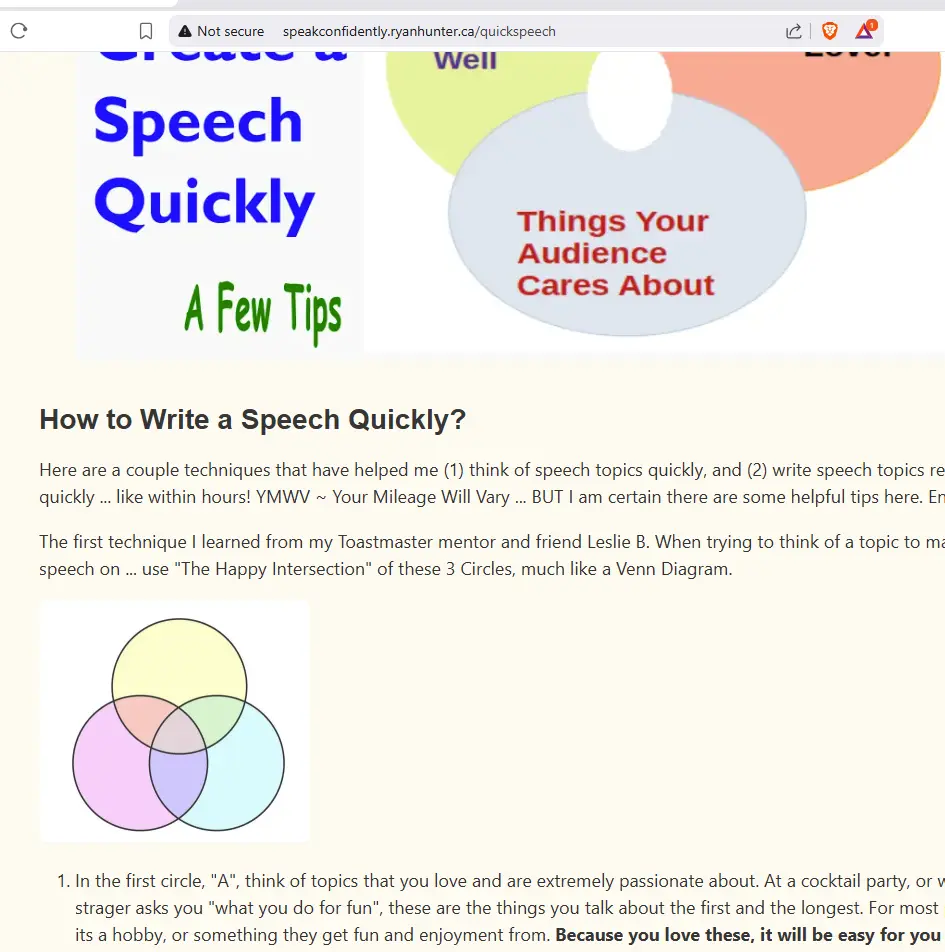 Not secure speakconfidently.ryanhunter.ca/quickspeech
1
Speech
Quickly
A Few Tips
Well
Things Your
Audience
Cares About
How to Write a Speech Quickly?
Here are a couple techniques that have helped me (1) think of speech topics quickly, and (2) write speech topics re
quickly ... like within hours! YMWV ~ Your Mileage Will Vary ... BUT I am certain there are some helpful tips here. En
The first technique I learned from my Toastmaster mentor and friend Leslie B. When trying to think of a topic to ma
speech on ... use "The Happy Intersection" of these 3 Circles, much like a Venn Diagram.
1. In the first circle, "A", think of topics that you love and are extremely passionate about. At a cocktail party, or w
strager asks you "what you do for fun", these are the things you talk about the first and the longest. For most
its a hobby, or something they get fun and enjoyment from. Because you love these, it will be easy for you